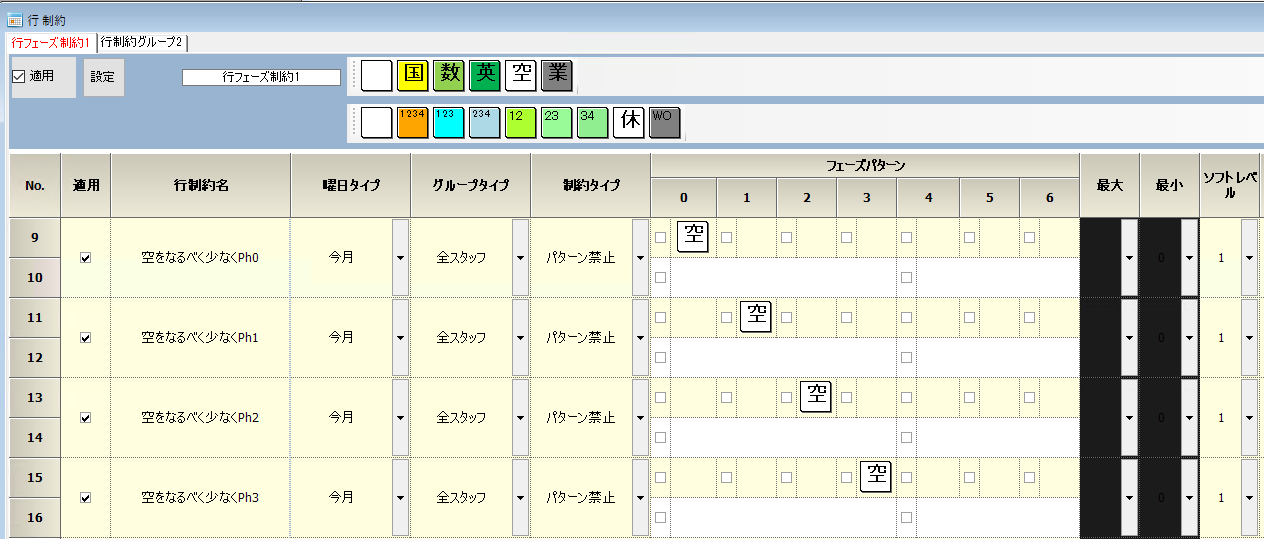 行 制約
行フェーズ制約1 行制約グループ2
適用 設定 行フェーズ制約1 国 数 英 空 業
1234 123 234 12 23 34 休 WO
No. 適用 行制約名 曜日タイプ グループタイプ 制約タイプ フェーズパターン 最大 最小 ソフトレベル
0 1 2 3 4 5 6
9 空をなるべく少なくPh0 今月 全スタッフ パターン禁止 空 0 1
10
11 空をなるべく少なくPh1 今月 全スタッフ パターン禁止 空 0 1
12
13 空をなるべく少なくPh2 今月 全スタッフ パターン禁止 空 0 1
14
15 空をなるべく少なくPh3 今月 全スタッフ パターン禁止 空 0 1
16